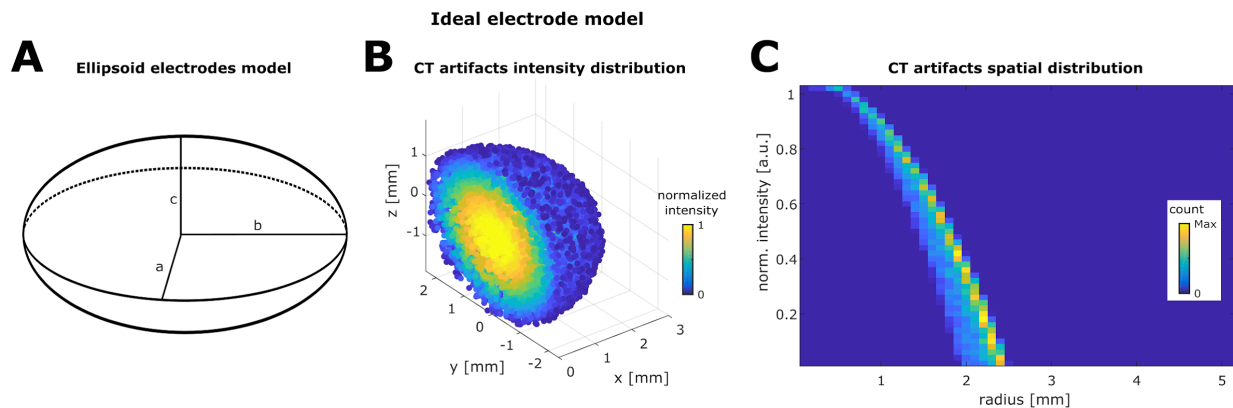 Ideal electrode model
A
Ellipsoid electrodes model
c
b
a
B
CT artifacts intensity distribution
z [mm]
1
0
-1
2
1
0
-1
-2
y [mm]
0
1
2
3
x [mm]
normalized
intensity
1
0
C
CT artifacts spatial distribution
norm. intensity [a.u.]
1
0.8
0.6
0.4
0.2
1
2
3
4
5
radius [mm]
count
Max
0